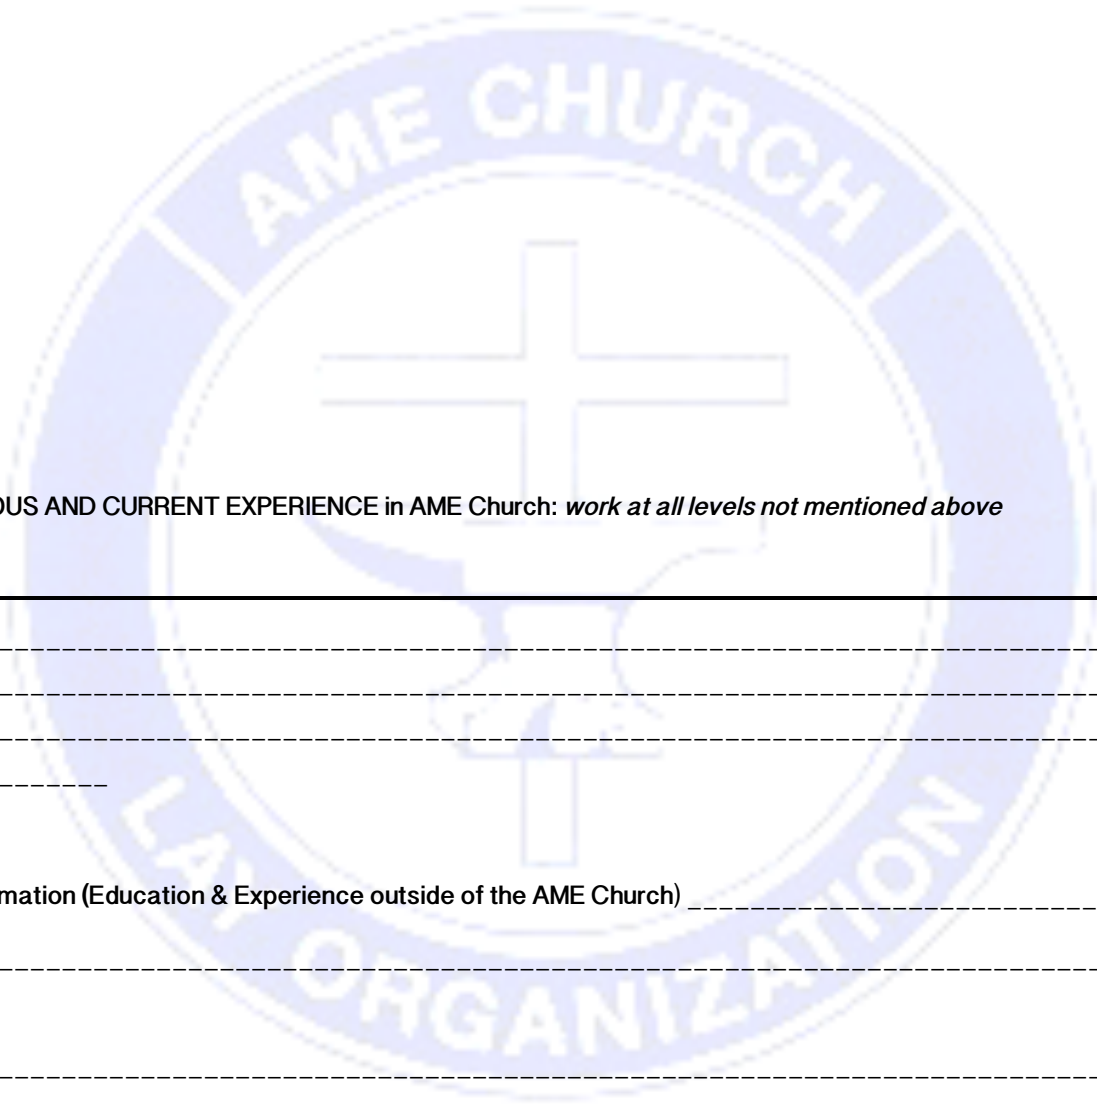 AME CHURCH
OUS AND CURRENT EXPERIENCE in AME Church: work at all levels not mentioned above
mation (Education & Experience outside of the AME Church)
LAY ORGANIZATION